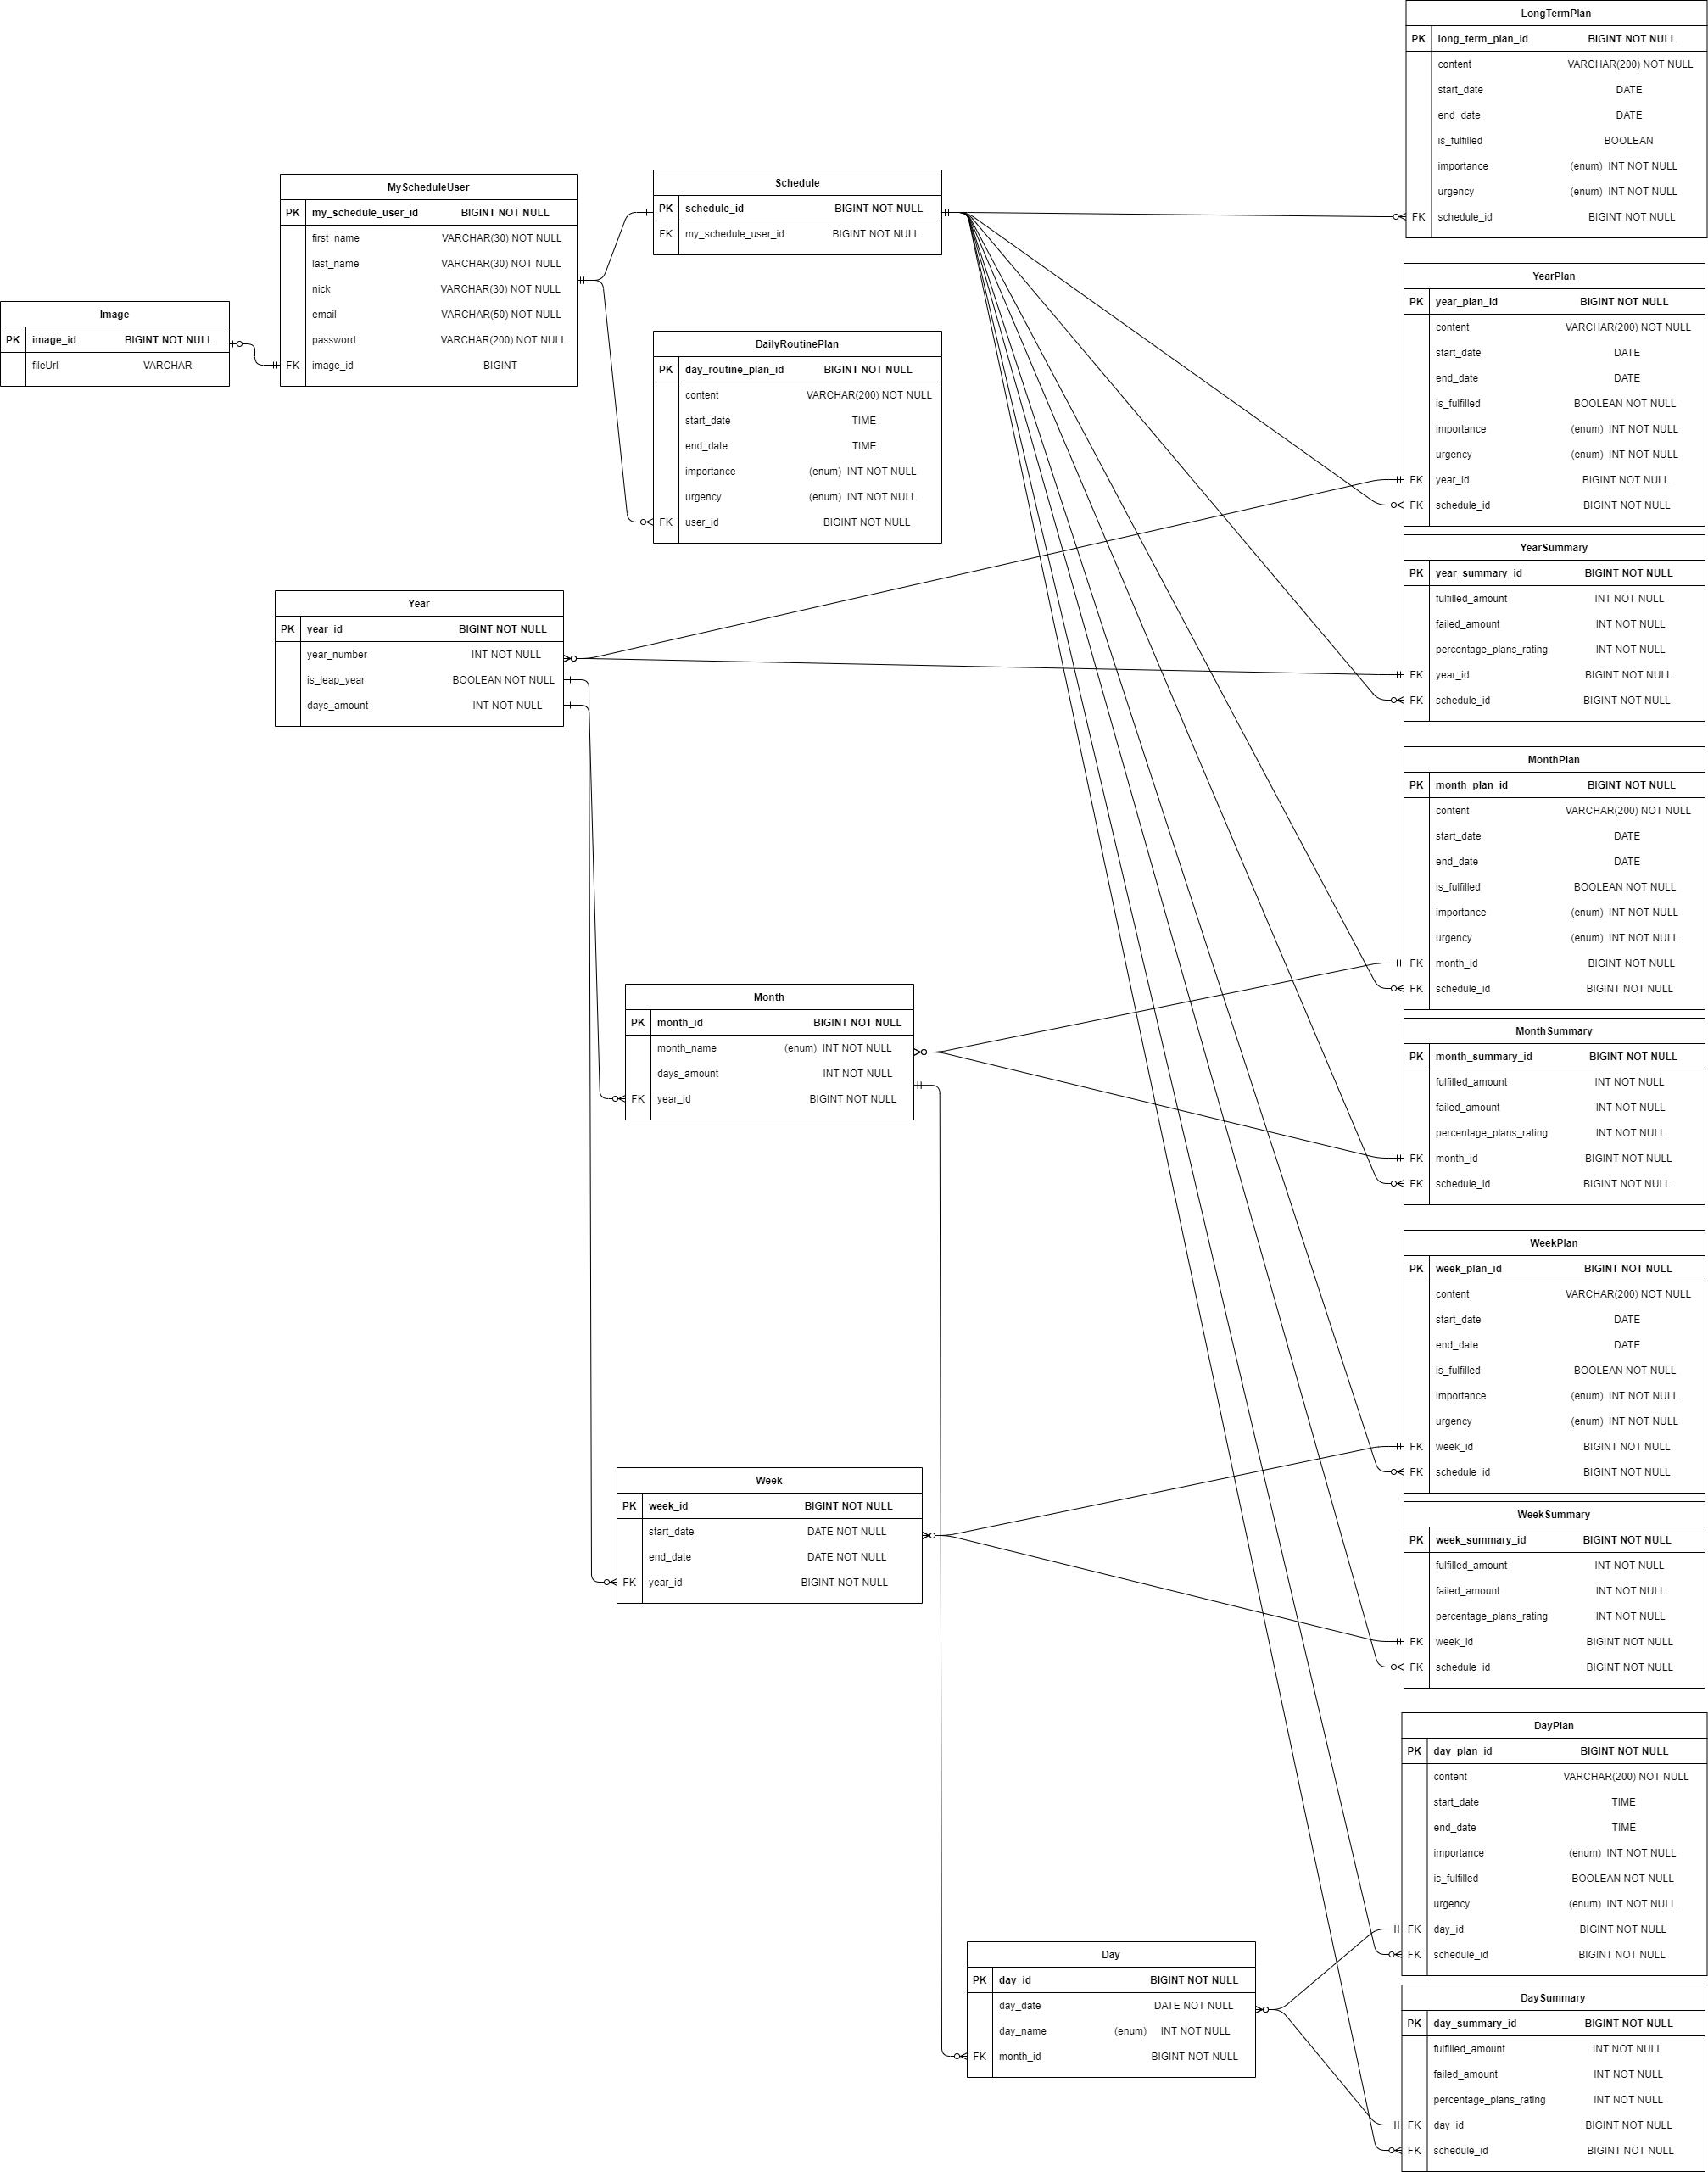 LongTermPlan
PK long_term_plan_id BIGINT NOT NULL
content VARCHAR(200) NOT NULL
start_date DATE
end_date DATE
is_fulfilled BOOLEAN
importance (enum) INT NOT NULL
urgency (enum) INT NOT NULL
FK schedule_id BIGINT NOT NULL
MyScheduleUser
PK my_schedule_user_id BIGINT NOT NULL
first_name VARCHAR(30) NOT NULL
last_name VARCHAR(30) NOT NULL
nick VARCHAR(30) NOT NULL
email VARCHAR(50) NOT NULL
password VARCHAR(200) NOT NULL
FK image_id BIGINT
Schedule
PK schedule_id BIGINT NOT NULL
FK my_schedule_user_id BIGINT NOT NULL
Image
PK image_id BIGINT NOT NULL
fileUrl VARCHAR
DailyRoutinePlan
PK day_routine_plan_id BIGINT NOT NULL
content VARCHAR(200) NOT NULL
start_date TIME
end_date TIME
importance (enum) INT NOT NULL
urgency (enum) INT NOT NULL
FK user_id BIGINT NOT NULL
YearPlan
PK year_plan_id BIGINT NOT NULL
content VARCHAR(200) NOT NULL
start_date DATE
end_date DATE
is_fulfilled BOOLEAN NOT NULL
importance (enum) INT NOT NULL
urgency (enum) INT NOT NULL
FK year_id BIGINT NOT NULL
FK schedule_id BIGINT NOT NULL
YearSummary
PK year_summary_id BIGINT NOT NULL
fulfilled_amount INT NOT NULL
failed_amount INT NOT NULL
percentage_plans_rating INT NOT NULL
FK year_id BIGINT NOT NULL
FK schedule_id BIGINT NOT NULL
Year
PK year_id BIGINT NOT NULL
year_number INT NOT NULL
is_leap_year BOOLEAN NOT NULL
days_amount INT NOT NULL
MonthPlan
PK month_plan_id BIGINT NOT NULL
content VARCHAR(200) NOT NULL
start_date DATE
end_date DATE
is_fulfilled BOOLEAN NOT NULL
importance (enum) INT NOT NULL
urgency (enum) INT NOT NULL
FK month_id BIGINT NOT NULL
FK schedule_id BIGINT NOT NULL
Month
PK month_id BIGINT NOT NULL
month_name (enum) INT NOT NULL
days_amount INT NOT NULL
FK year_id BIGINT NOT NULL
MonthSummary
PK month_summary_id BIGINT NOT NULL
fulfilled_amount INT NOT NULL
failed_amount INT NOT NULL
percentage_plans_rating INT NOT NULL
FK month_id BIGINT NOT NULL
FK schedule_id BIGINT NOT NULL
WeekPlan
PK week_plan_id BIGINT NOT NULL
content VARCHAR(200) NOT NULL
start_date DATE
end_date DATE
is_fulfilled BOOLEAN NOT NULL
importance (enum) INT NOT NULL
urgency (enum) INT NOT NULL
FK week_id BIGINT NOT NULL
FK schedule_id BIGINT NOT NULL
Week
PK week_id BIGINT NOT NULL
start_date DATE NOT NULL
end_date DATE NOT NULL
FK year_id BIGINT NOT NULL
WeekSummary
PK week_summary_id BIGINT NOT NULL
fulfilled_amount INT NOT NULL
failed_amount INT NOT NULL
percentage_plans_rating INT NOT NULL
FK week_id BIGINT NOT NULL
FK schedule_id BIGINT NOT NULL
DayPlan
PK day_plan_id BIGINT NOT NULL
content VARCHAR(200) NOT NULL
start_date TIME
end_date TIME
importance (enum) INT NOT NULL
is_fulfilled BOOLEAN NOT NULL
urgency (enum) INT NOT NULL
FK day_id BIGINT NOT NULL
FK schedule_id BIGINT NOT NULL
Day
PK day_id BIGINT NOT NULL
day_date DATE NOT NULL
day_name (enum) INT NOT NULL
FK month_id BIGINT NOT NULL
DaySummary
PK day_summary_id BIGINT NOT NULL
fulfilled_amount INT NOT NULL
failed_amount INT NOT NULL
percentage_plans_rating INT NOT NULL
FK day_id BIGINT NOT NULL
FK schedule_id BIGINT NOT NULL